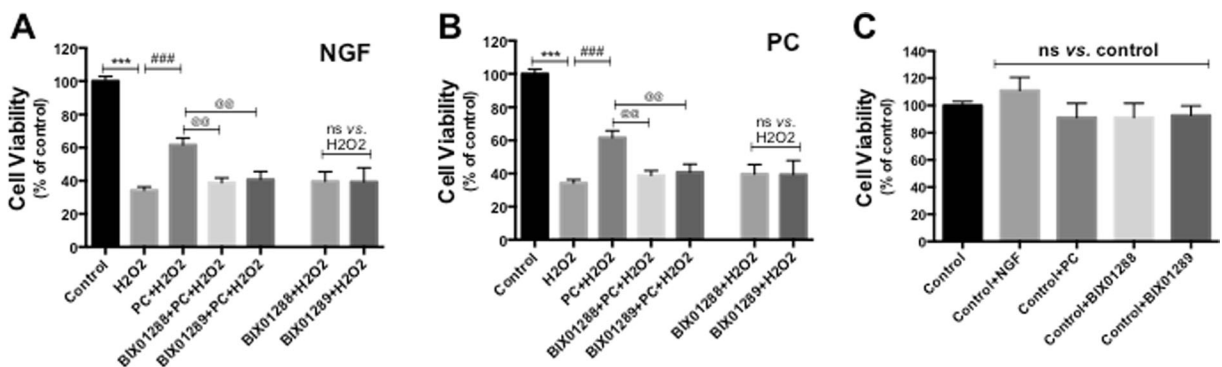 A
NGF
Cell Viability
(% of control)
120
100
80
60
40
20
0
***
###
@@
@@
ns vs.
H2O2
Control
H2O2
PC+H2O2
BIX01288+PC+H2O2
BIX01289+PC+H2O2
BIX01288+H2O2
BIX01289+H2O2
B
PC
Cell Viability
(% of control)
120
100
80
60
40
20
0
***
###
@@
@@
ns vs.
H2O2
Control
H2O2
PC+H2O2
BIX01288+PC+H2O2
BIX01289+PC+H2O2
BIX01288+H2O2
BIX01289+H2O2
C
ns vs. control
Cell Viability
(% of control)
140
120
100
80
60
40
20
0
Control
Control+NGF
Control+PC
Control+BIX01288
Control+BIX01289